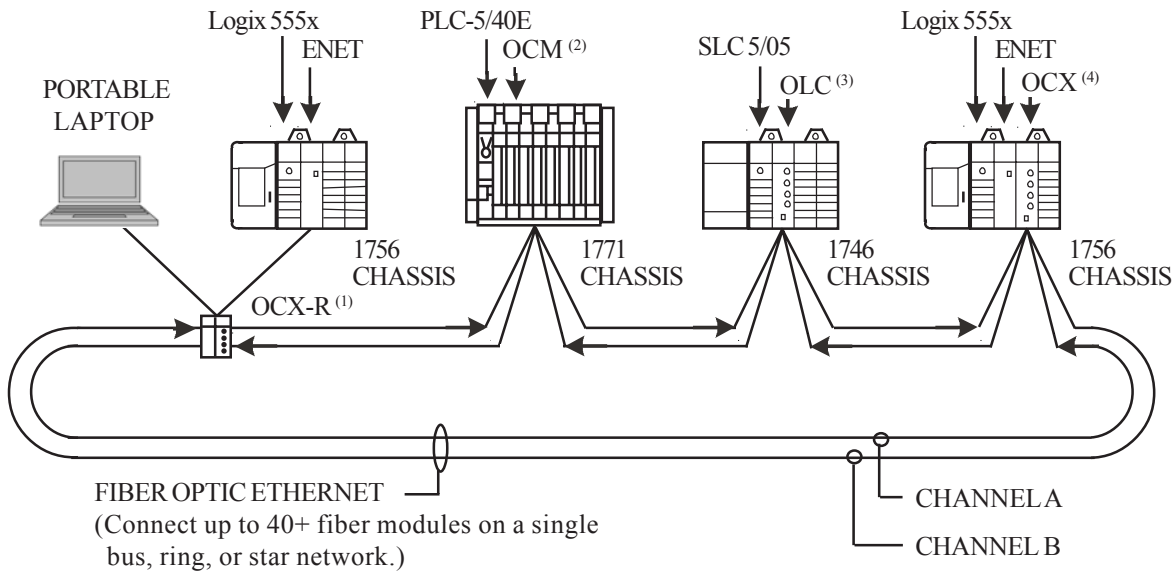 Logix 555x
ENET
PLC-5/40E
OCM (2)
SLC 5/05
OLC (3)
Logix 555x
ENET
OCX (4)
PORTABLE
LAPTOP
1756
CHASSIS
1771
CHASSIS
1746
CHASSIS
1756
CHASSIS
OCX-R (1)
FIBER OPTIC ETHERNET
(Connect up to 40+ fiber modules on a single
bus, ring, or star network.)
CHANNEL A
CHANNEL B